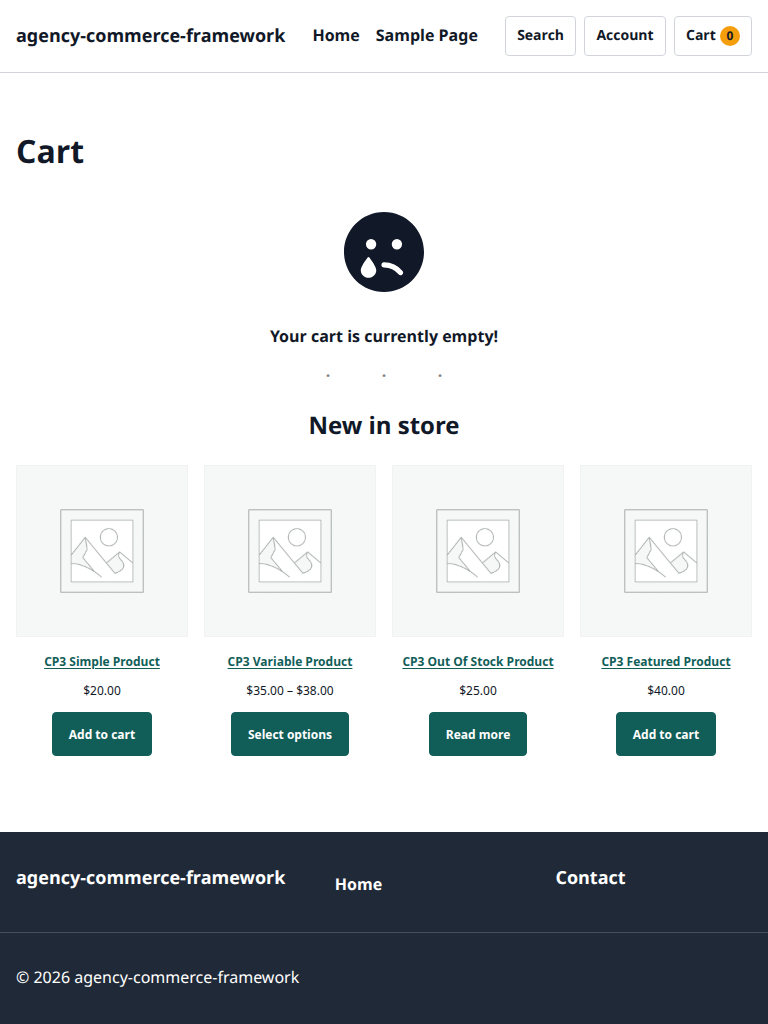 agency-commerce-framework Home Sample Page Search Account Cart 0
Cart
Your cart is currently empty!
· · ·
New in store
CP3 Simple Product CP3 Variable Product CP3 Out Of Stock Product CP3 Featured Product
$20.00 $35.00 – $38.00 $25.00 $40.00
Add to cart Select options Read more Add to cart
agency-commerce-framework Home Contact
© 2026 agency-commerce-framework